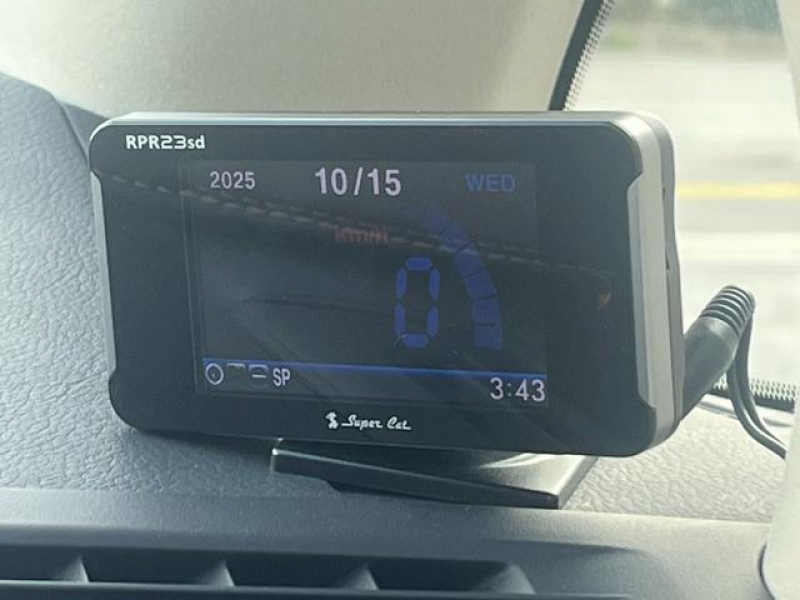 RPR23sd
2025 10/15 WED
Km/H
0
SP 3:43
Super Cat